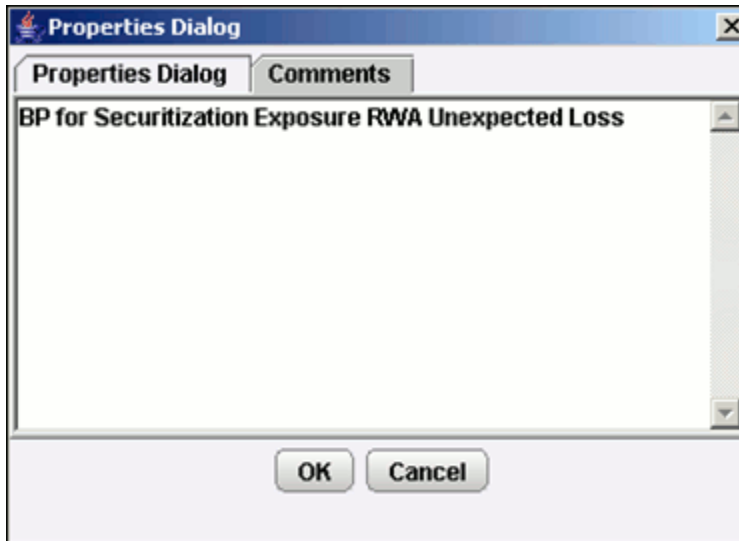 Properties Dialog
Properties Dialog Comments
BP for Securitization Exposure RWA Unexpected Loss
OK Cancel